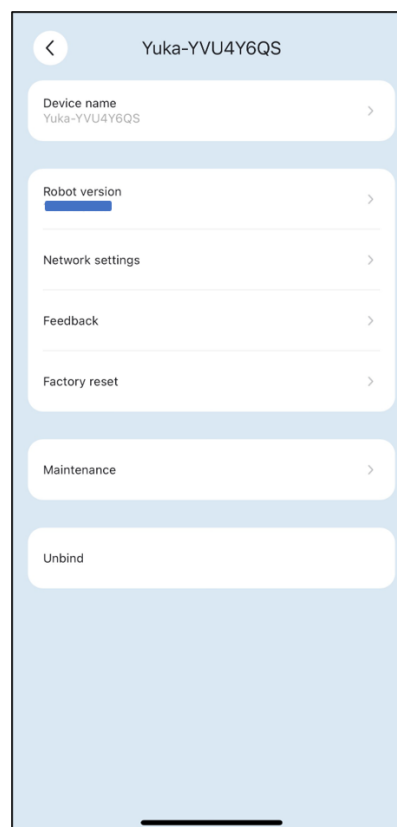 Yuka-YVU4Y6QS
Device name
Yuka-YVU4Y6QS
Robot version
Network settings
Feedback
Factory reset
Maintenance
Unbind